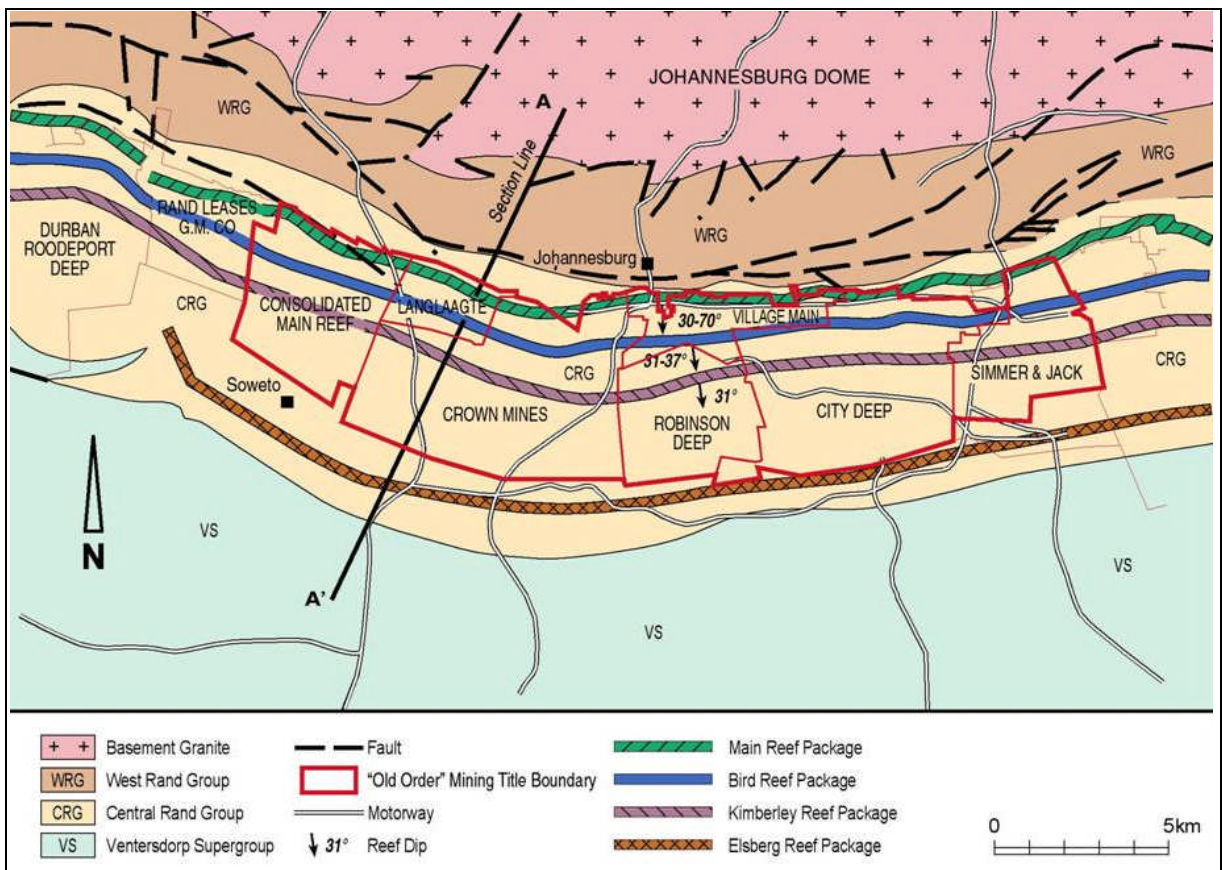 JOHANNESBURG DOME
A
WRG
WRG
Section Line
RAND LEASES
G.M. CO
WRG
DURBAN
ROODEPORT
DEEP
Johannesburg
CRG
CONSOLIDATED
MAIN REEF
LANGLAAGTE
30-70°
VILLAGE MAIN
31-37°
CRG
CRG
SIMMER & JACK
Soweto
31°
CROWN MINES
ROBINSON
DEEP
CITY DEEP
N
VS
VS
A'
VS
+ + Basement Granite
WRG West Rand Group
CRG Central Rand Group
VS Ventersdorp Supergroup
Fault
"Old Order" Mining Title Boundary
Motorway
31° Reef Dip
Main Reef Package
Bird Reef Package
Kimberley Reef Package
Elsberg Reef Package
0 5km